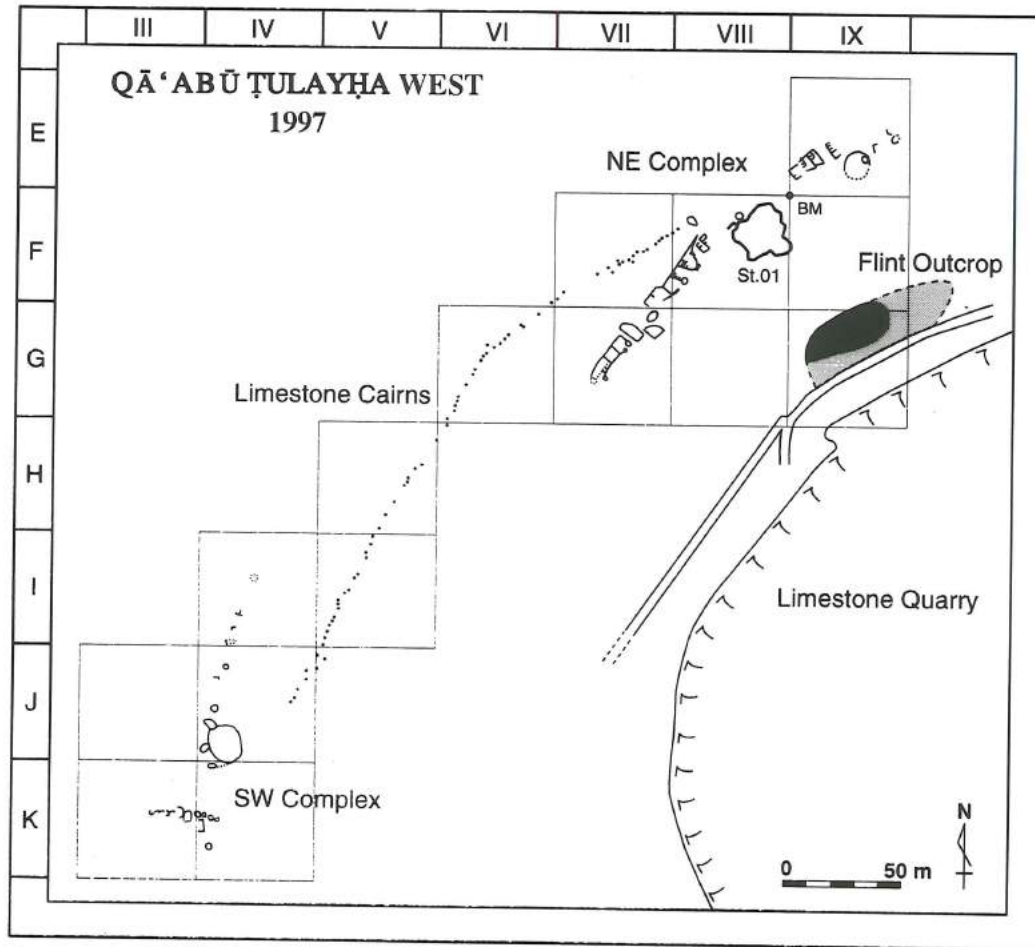 III IV V VI VII VIII IX
QĀ ʻABŪ ṬULAYḤA WEST
1997
E
NE Complex
BM
F
St.01
Flint Outcrop
G
Limestone Cairns
H
I
Limestone Quarry
J
SW Complex
K
N
0 50 m